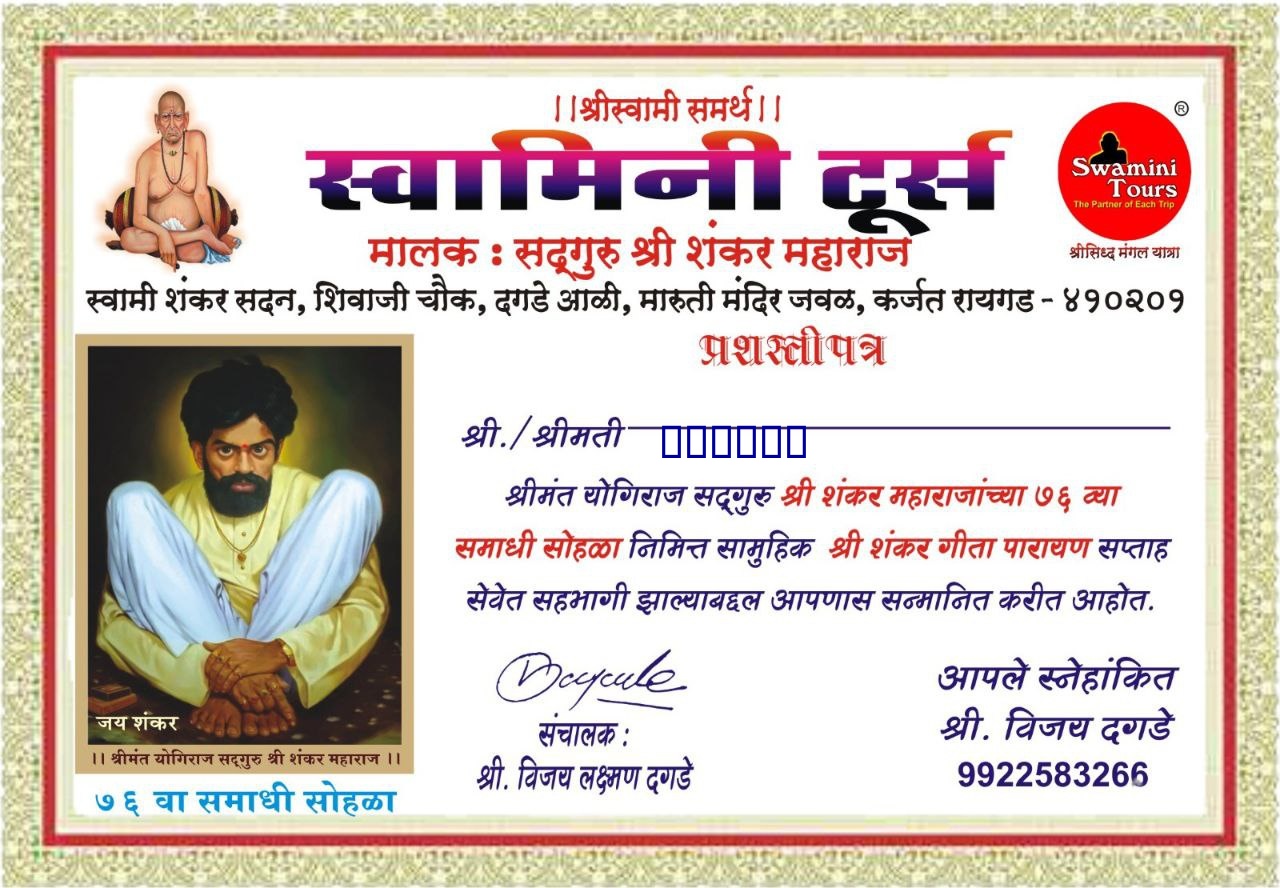 ||श्रीस्वामी समर्थ||
स्वामिनी टूर्स
®
Swamini
Tours
The Partner of Each Trip
श्रीसिध्द मंगल यात्रा
मालक : सद्‌गुरु श्री शंकर महाराज
स्वामी शंकर सदन, शिवाजी चौक, दगडे आळी, मारुती मंदिर जवळ, कर्जत रायगड - ४१०२०१
प्रशस्तीपत्र
श्री./श्रीमती
श्रीमंत योगिराज सद्‌गुरु श्री शंकर महाराजांच्या ७६ व्या
समाधी सोहळा निमित्त सामुहिक श्री शंकर गीता पारायण सप्ताह
सेवेत सहभागी झाल्याबद्दल आपणास सन्मानित करीत आहोत.
जय शंकर
|| श्रीमंत योगिराज सद्‌गुरु श्री शंकर महाराज ||
७६ वा समाधी सोहळा
संचालक :
श्री. विजय लक्ष्मण दगडे
आपले स्नेहांकित
श्री. विजय दगडे
9922583266